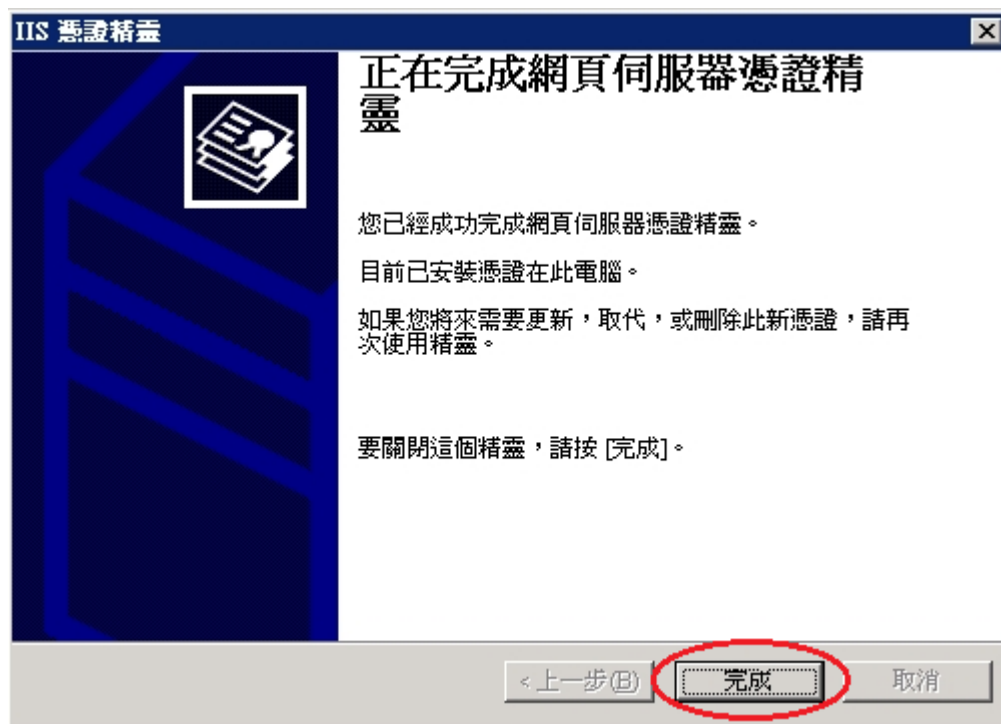 IIS 憑證精靈
正在完成網頁伺服器憑證精
靈
您已經成功完成網頁伺服器憑證精靈。
目前已安裝憑證在此電腦。
如果您將來需要更新，取代，或刪除此新憑證，請再
次使用精靈。
要關閉這個精靈，請按 [完成]。
<上一步(B)
完成
取消